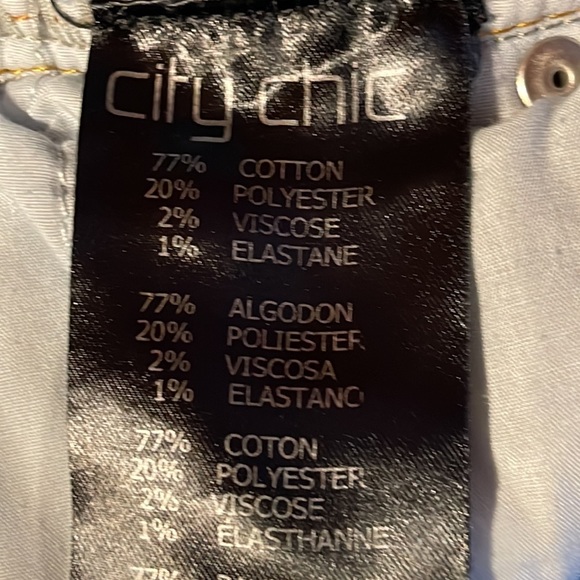 city chic
77% COTTON
20% POLYESTER
2% VISCOSE
1% ELASTANE
77% ALGODON
20% POLIESTER
2% VISCOSA
1% ELASTANO
77% COTON
20% POLYESTER
2% VISCOSE
1% ELASTHANNE
77%